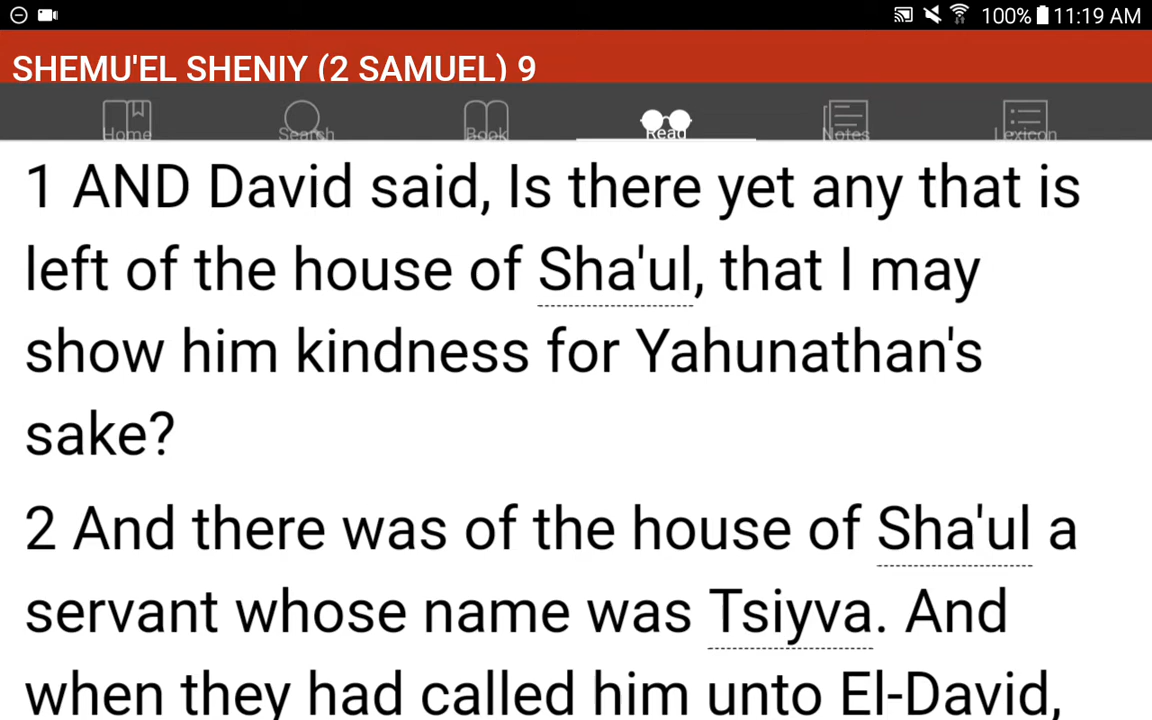 100% 11:19 AM
SHEMU'EL SHENIY (2 SAMUEL) 9
Home Search Book Read Notes Lexicon
1 AND David said, Is there yet any that is
left of the house of Sha'ul, that I may
show him kindness for Yahunathan's
sake?
2 And there was of the house of Sha'ul a
servant whose name was Tsiyva. And
when they had called him unto El-David,